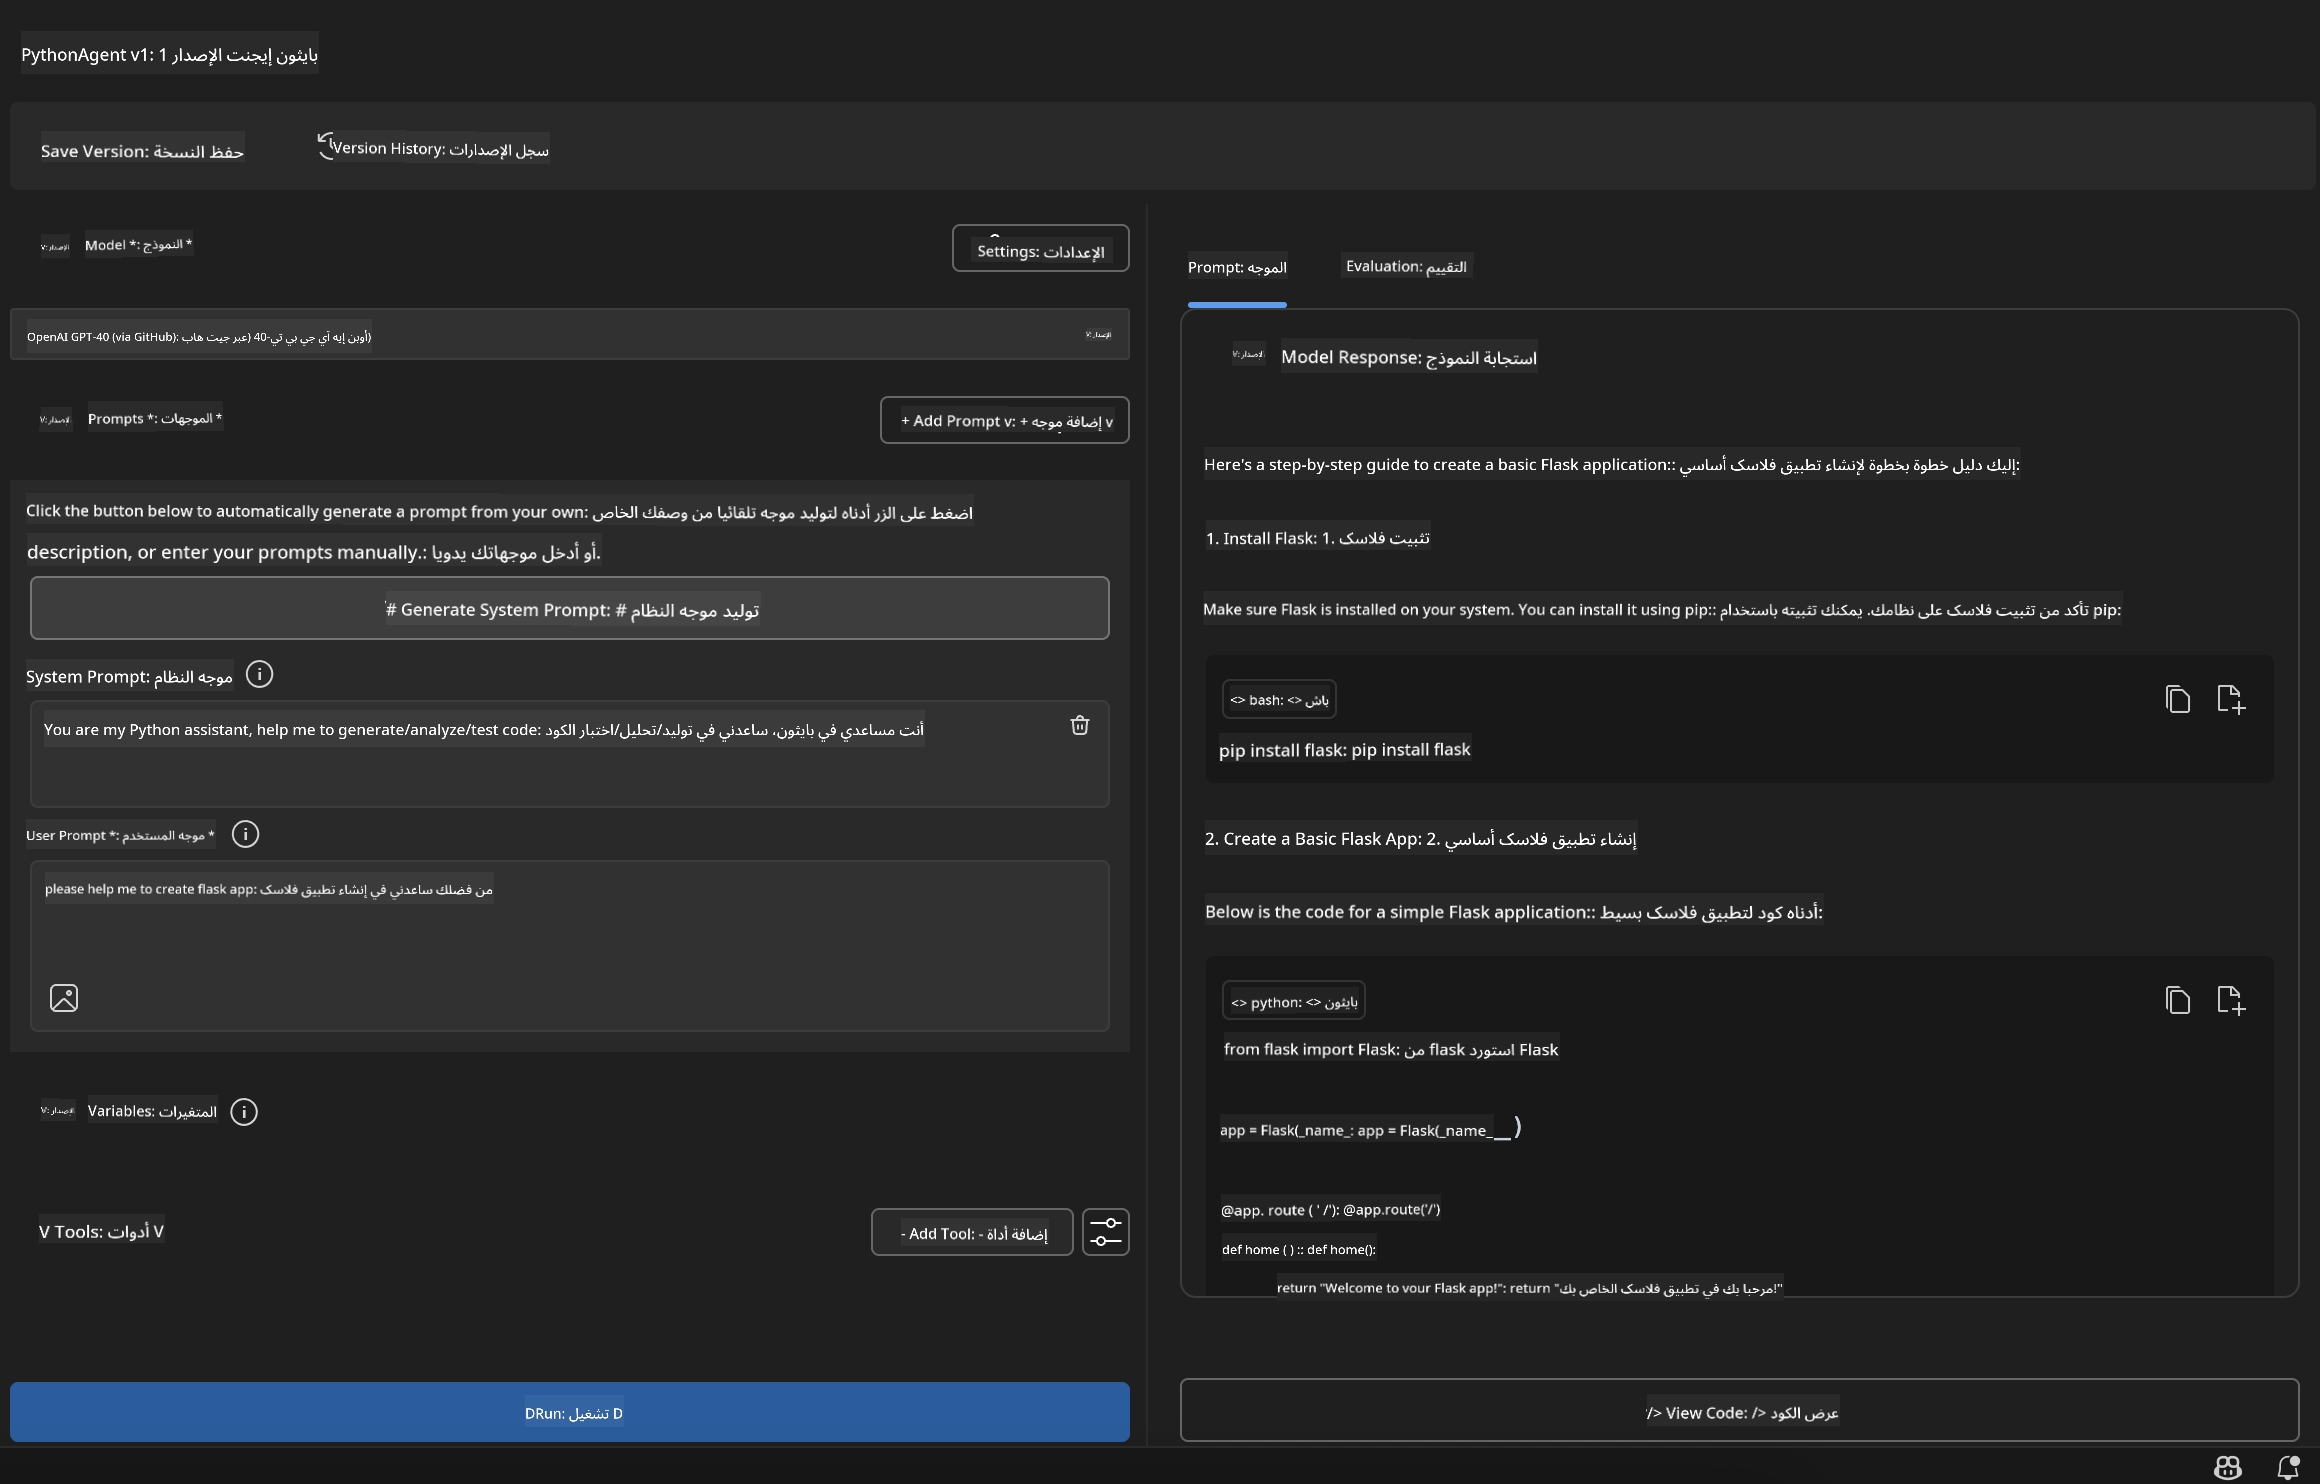 PythonAgent v1: بايثون إيجنت الإصدار 1
Save Version: حفظ النسخة
Version History: سجل الإصدارات
V: الإصدار
Model *: النموذج *
Settings: الإعدادات
OpenAI GPT-40 (via GitHub): أوبن إيه آي جي بي تي-40 (عبر جيت هاب)
V: الإصدار
V: الإصدار
Prompts *: الموجهات *
+ Add Prompt v: + إضافة موجه v
Click the button below to automatically generate a prompt from your own: اضغط على الزر أدناه لتوليد موجه تلقائيا من وصفك الخاص
description, or enter your prompts manually.: أو أدخل موجهاتك يدويا.
# Generate System Prompt: # توليد موجه النظام
System Prompt: موجه النظام
You are my Python assistant, help me to generate/analyze/test code: أنت مساعدي في بايثون، ساعدني في توليد/تحليل/اختبار الكود
User Prompt *: موجه المستخدم *
please help me to create flask app: من فضلك ساعدني في إنشاء تطبيق فلاسك
V: الإصدار
Variables: المتغيرات
V Tools: أدوات V
- Add Tool: - إضافة أداة
DRun: تشغيل D
Prompt: الموجه
Evaluation: التقييم
V: الإصدار
Model Response: استجابة النموذج
Here's a step-by-step guide to create a basic Flask application:: إليك دليل خطوة بخطوة لإنشاء تطبيق فلاسك أساسي:
1. Install Flask: 1. تثبيت فلاسك
Make sure Flask is installed on your system. You can install it using pip:: تأكد من تثبيت فلاسك على نظامك. يمكنك تثبيته باستخدام pip:
<> bash: <> باش
pip install flask: pip install flask
2. Create a Basic Flask App: 2. إنشاء تطبيق فلاسك أساسي
Below is the code for a simple Flask application:: أدناه كود لتطبيق فلاسك بسيط:
<> python: <> بايثون
from flask import Flask: من flask استورد Flask
app = Flask(_name_: app = Flask(_name__)
@app. route ( ' /'): @app.route('/')
def home ( ) :: def home():
return "Welcome to your Flask app!": return "مرحبا بك في تطبيق فلاسك الخاص بك!"
/> View Code: /> عرض الكود